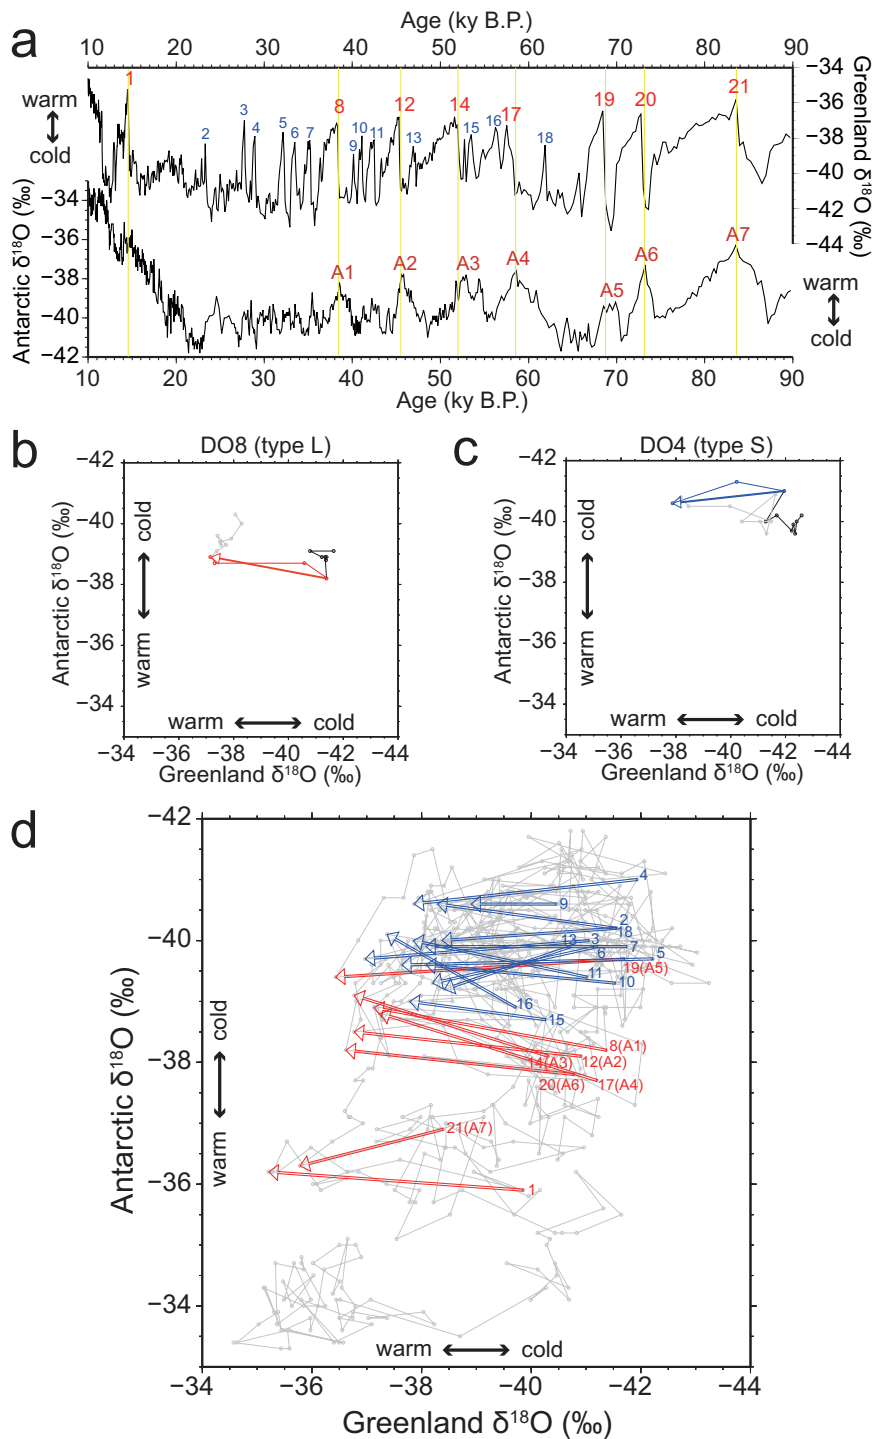 a
Age (ky B.P.)
10 20 30 40 50 60 70 80 90
warm
cold
1
2
3
4
5
6
7
8
9
10
11
12
13
14
15
16
17
18
19
20
21
−34
−36
−38
−40
−42
−44
Greenland δ18O (‰)
−34
−36
−38
−40
−42
Antarctic δ18O (‰)
A1
A2
A3
A4
A5
A6
A7
warm
cold
10 20 30 40 50 60 70 80 90
Age (ky B.P.)
b
DO8 (type L)
−42
−40
−38
−36
−34
Antarctic δ18O (‰)
cold
warm
warm cold
−34 −36 −38 −40 −42 −44
Greenland δ18O (‰)
c
DO4 (type S)
−42
−40
−38
−36
−34
Antarctic δ18O (‰)
cold
warm
warm cold
−34 −36 −38 −40 −42 −44
Greenland δ18O (‰)
d
−42
−40
−38
−36
−34
Antarctic δ18O (‰)
cold
warm
4
9
2
18
13 3
7
6
5
19(A5)
11
10
16
15
8(A1)
14(A3) 12(A2)
20(A6) 17(A4)
21(A7)
1
warm cold
−34 −36 −38 −40 −42 −44
Greenland δ18O (‰)